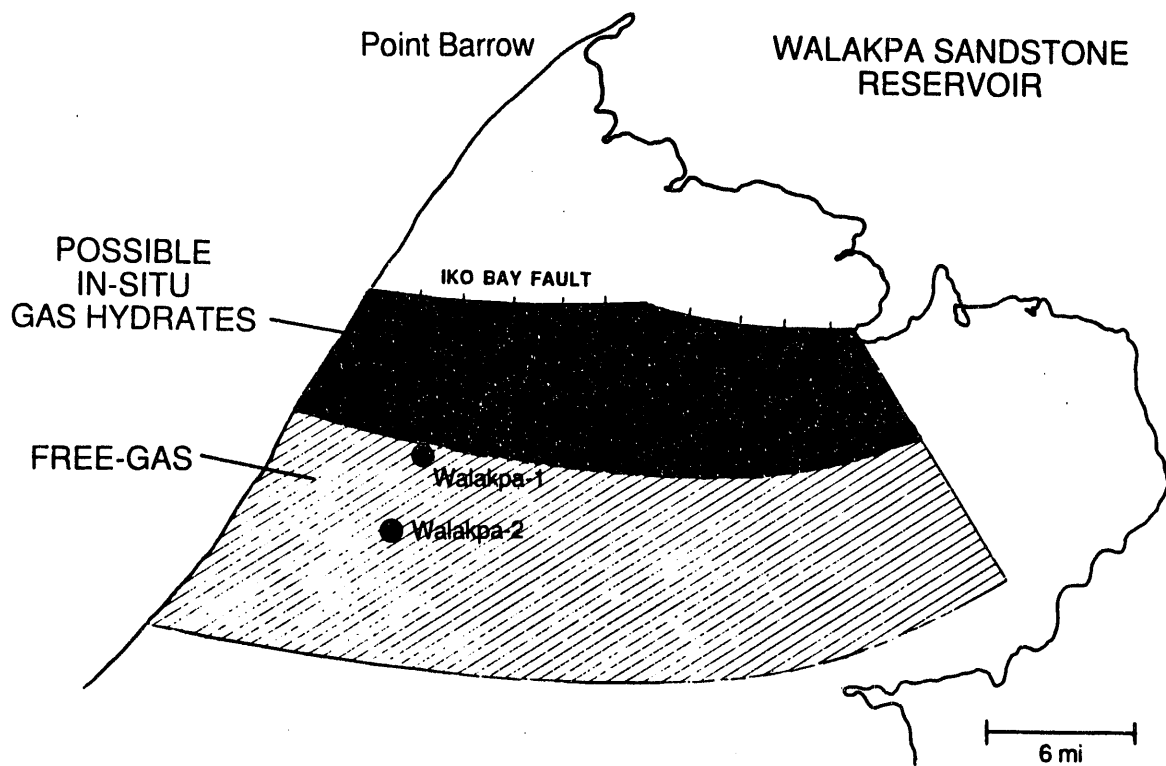 Point Barrow
WALAKPA SANDSTONE
RESERVOIR
POSSIBLE
IN-SITU
GAS HYDRATES
IKO BAY FAULT
FREE-GAS
Walakpa-1
Walakpa-2
6 mi